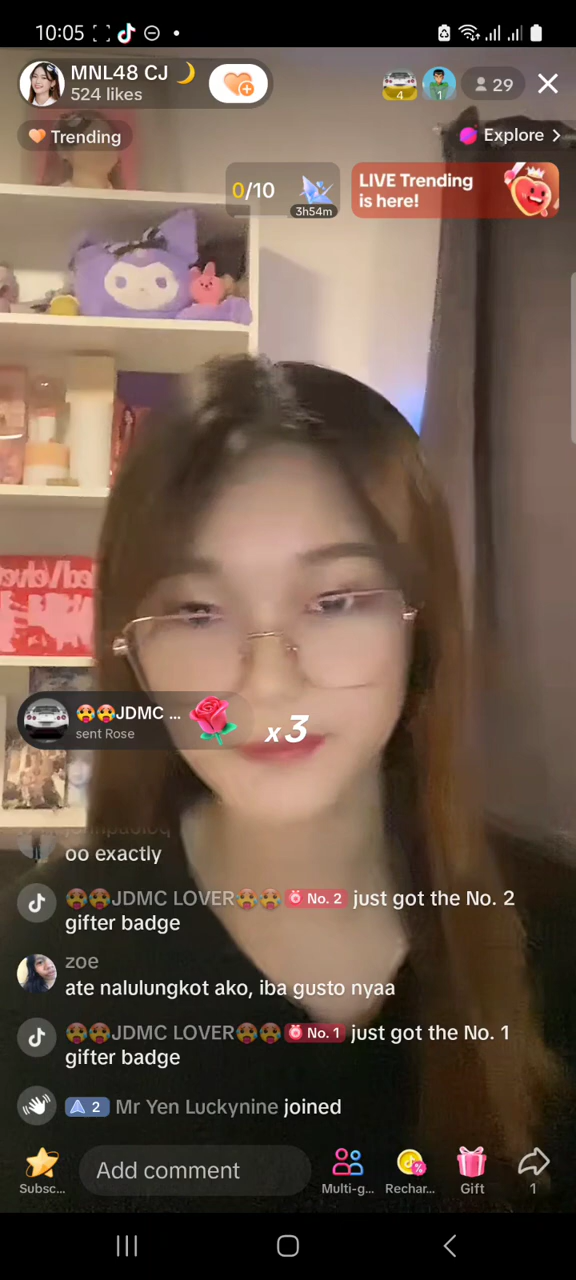 10:05
MNL48 CJ 🌙
524 likes
4
1
29
Trending
Explore >
0/10
3h54m
LIVE Trending
is here!
🥵🥵JDMC ...
sent Rose
x3
oo exactly
🥵🥵JDMC LOVER🥵🥵 No. 2 just got the No. 2
gifter badge
zoe
ate nalulungkot ako, iba gusto nyaa
🥵🥵JDMC LOVER🥵🥵 No. 1 just got the No. 1
gifter badge
2 Mr Yen Luckynine joined
Subsc...
Add comment
Multi-g...
Rechar...
Gift
1